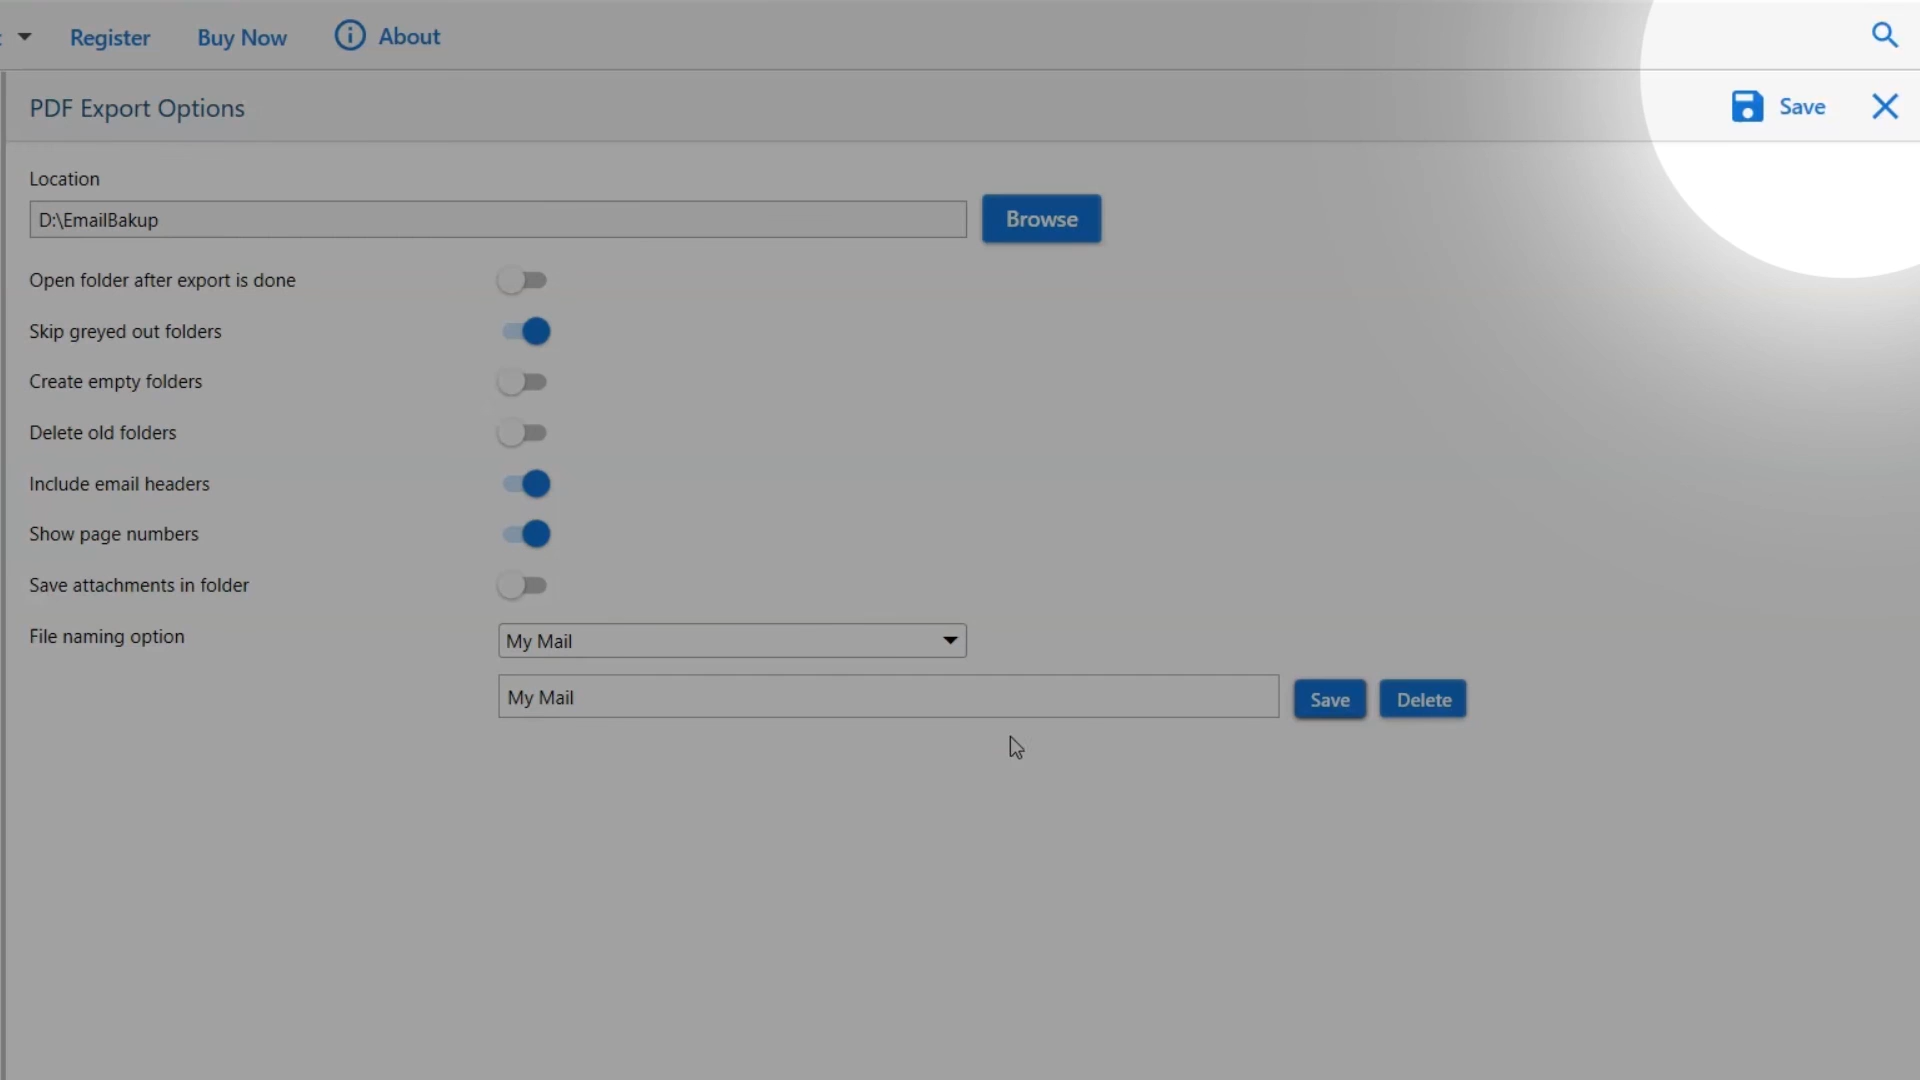 Register Buy Now About
PDF Export Options Save
Location
D:\EmailBakup Browse
Open folder after export is done
Skip greyed out folders
Create empty folders
Delete old folders
Include email headers
Show page numbers
Save attachments in folder
File naming option My Mail
My Mail Save Delete